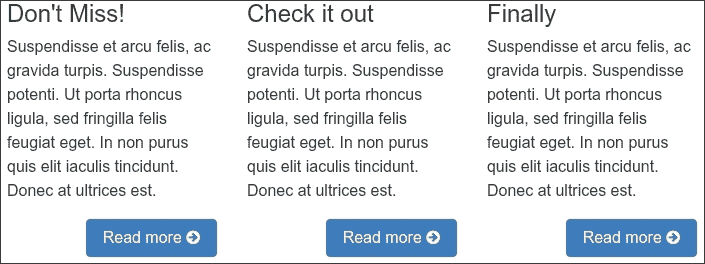 Don't Miss!
Suspendisse et arcu felis, ac
gravida turpis. Suspendisse
potenti. Ut porta rhoncus
ligula, sed fringilla felis
feugiat eget. In non purus
quis elit iaculis tincidunt.
Donec at ultrices est.
Read more
Check it out
Suspendisse et arcu felis, ac
gravida turpis. Suspendisse
potenti. Ut porta rhoncus
ligula, sed fringilla felis
feugiat eget. In non purus
quis elit iaculis tincidunt.
Donec at ultrices est.
Read more
Finally
Suspendisse et arcu felis, ac
gravida turpis. Suspendisse
potenti. Ut porta rhoncus
ligula, sed fringilla felis
feugiat eget. In non purus
quis elit iaculis tincidunt.
Donec at ultrices est.
Read more